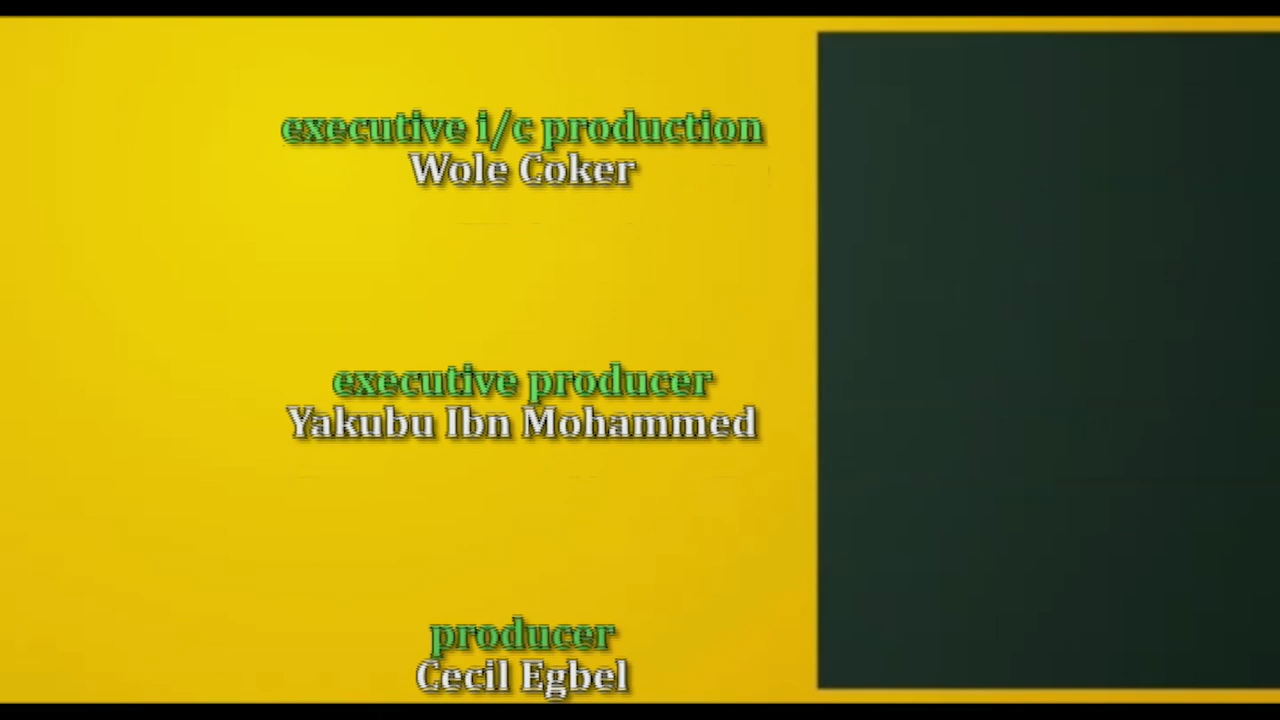 executive i/c production
Wole Coker
executive producer
Yakubu Ibn Mohammed
producer
Cecil Egbel